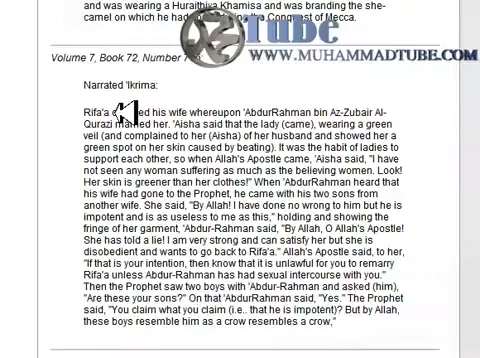 and was wearing a Huraithiya Khamisa and was branding the she-
camel on which he had the Conquest of Mecca.
Tube
WWW.MUHAMMADTUBE.COM
Volume 7, Book 72, Number
Narrated 'Ikrima:
Rifa'a his wife whereupon 'AbdurRahman bin Az-Zubair Al-
Qurazi married her. 'Aisha said that the lady (came), wearing a green
veil (and complained to her (Aisha) of her husband and showed her a
green spot on her skin caused by beating). It was the habit of ladies to
support each other, so when Allah's Apostle came, 'Aisha said, "I have
not seen any woman suffering as much as the believing women. Look!
Her skin is greener than her clothes!" When 'AbdurRahman heard that
his wife had gone to the Prophet, he came with his two sons from
another wife. She said, "By Allah! I have done no wrong to him but he is
impotent and is as useless to me as this," holding and showing the
fringe of her garment, 'Abdur-Rahman said, "By Allah, O Allah's Apostle!
She has told a lie! I am very strong and can satisfy her but she is
disobedient and wants to go back to Rifa'a." Allah's Apostle said, to her,
"If that is your intention, then know that it is unlawful for you to remarry
Rifa'a unless Abdur-Rahman has had sexual intercourse with you."
Then the Prophet saw two boys with 'Abdur-Rahman and asked (him),
"Are these your sons?" On that 'AbdurRahman said, "Yes." The Prophet
said, "You claim what you claim (i.e.. that he is impotent)? But by Allah,
these boys resemble him as a crow resembles a crow,"